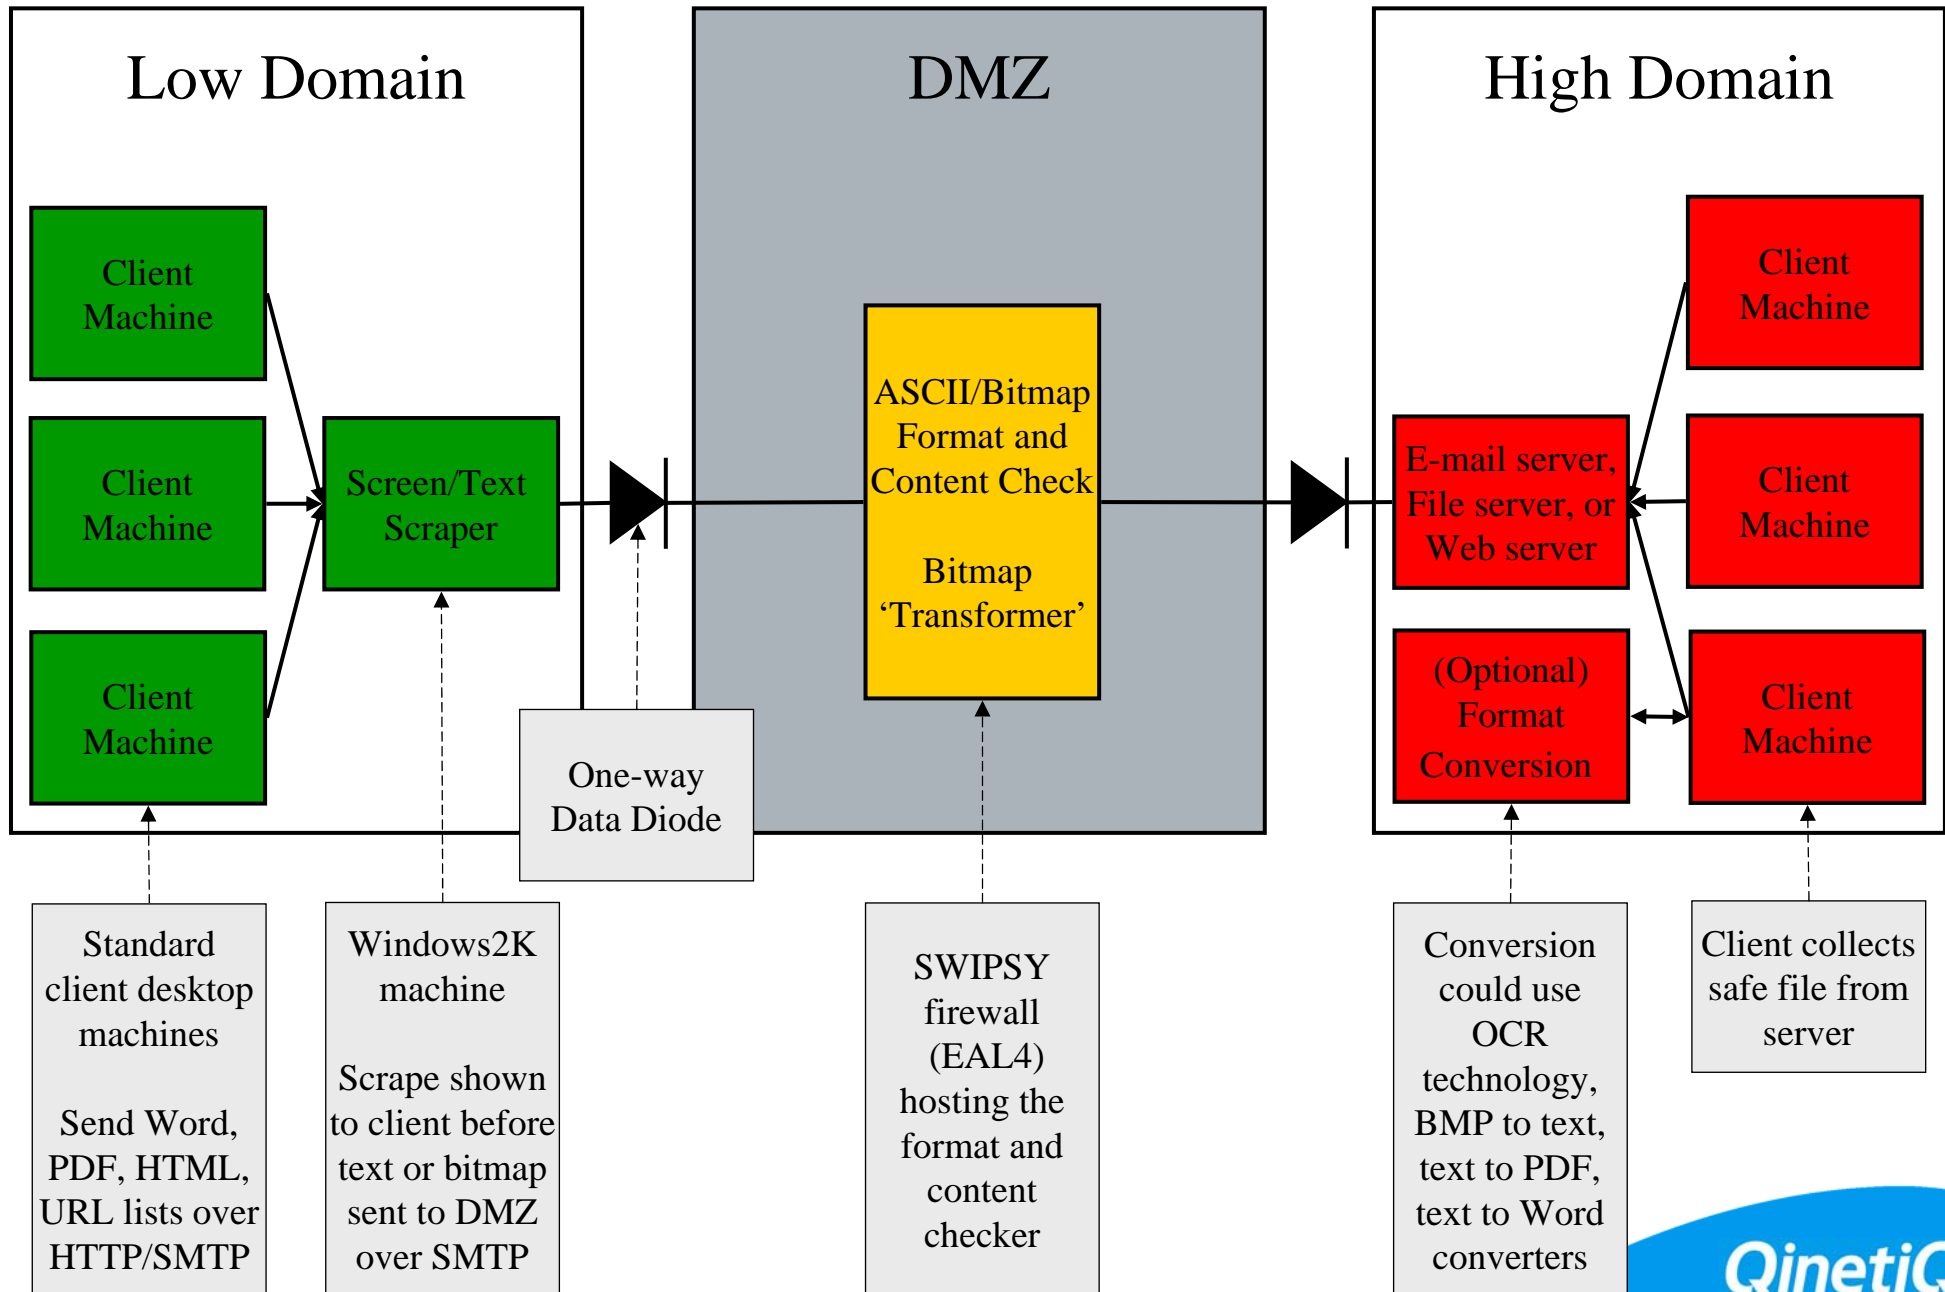 Low Domain
DMZ
High Domain
Client
Machine
Client
Machine
Client
Machine
Screen/Text
Scraper
One-way
Data Diode
ASCII/Bitmap
Format and
Content Check
Bitmap
‘Transformer’
E-mail server,
File server, or
Web server
(Optional)
Format
Conversion
Client
Machine
Client
Machine
Client
Machine
Standard
client desktop
machines
Send Word,
PDF, HTML,
URL lists over
HTTP/SMTP
Windows2K
machine
Scrape shown
to client before
text or bitmap
sent to DMZ
over SMTP
SWIPSY
firewall
(EAL4)
hosting the
format and
content
checker
Conversion
could use
OCR
technology,
BMP to text,
text to PDF,
text to Word
converters
Client collects
safe file from
server
QinetiQ